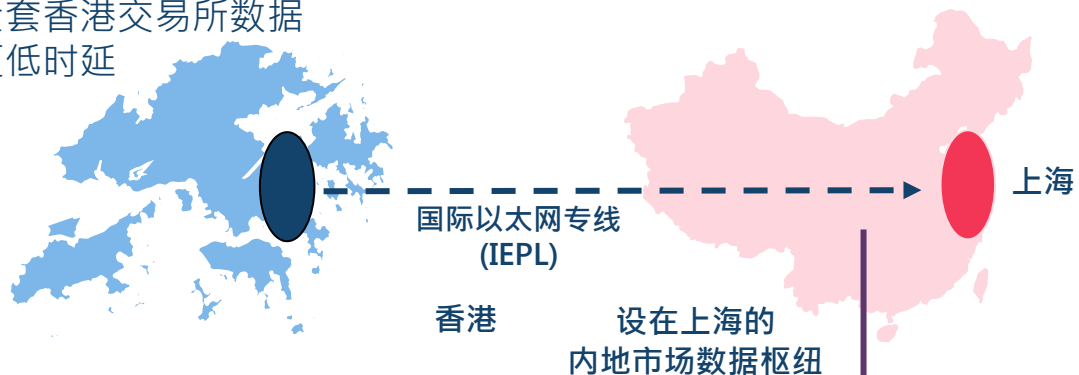 套香港交易所数据
低时延
上海
国际以太网专线
(IEPL)
香港
设在上海的
内地市场数据枢纽